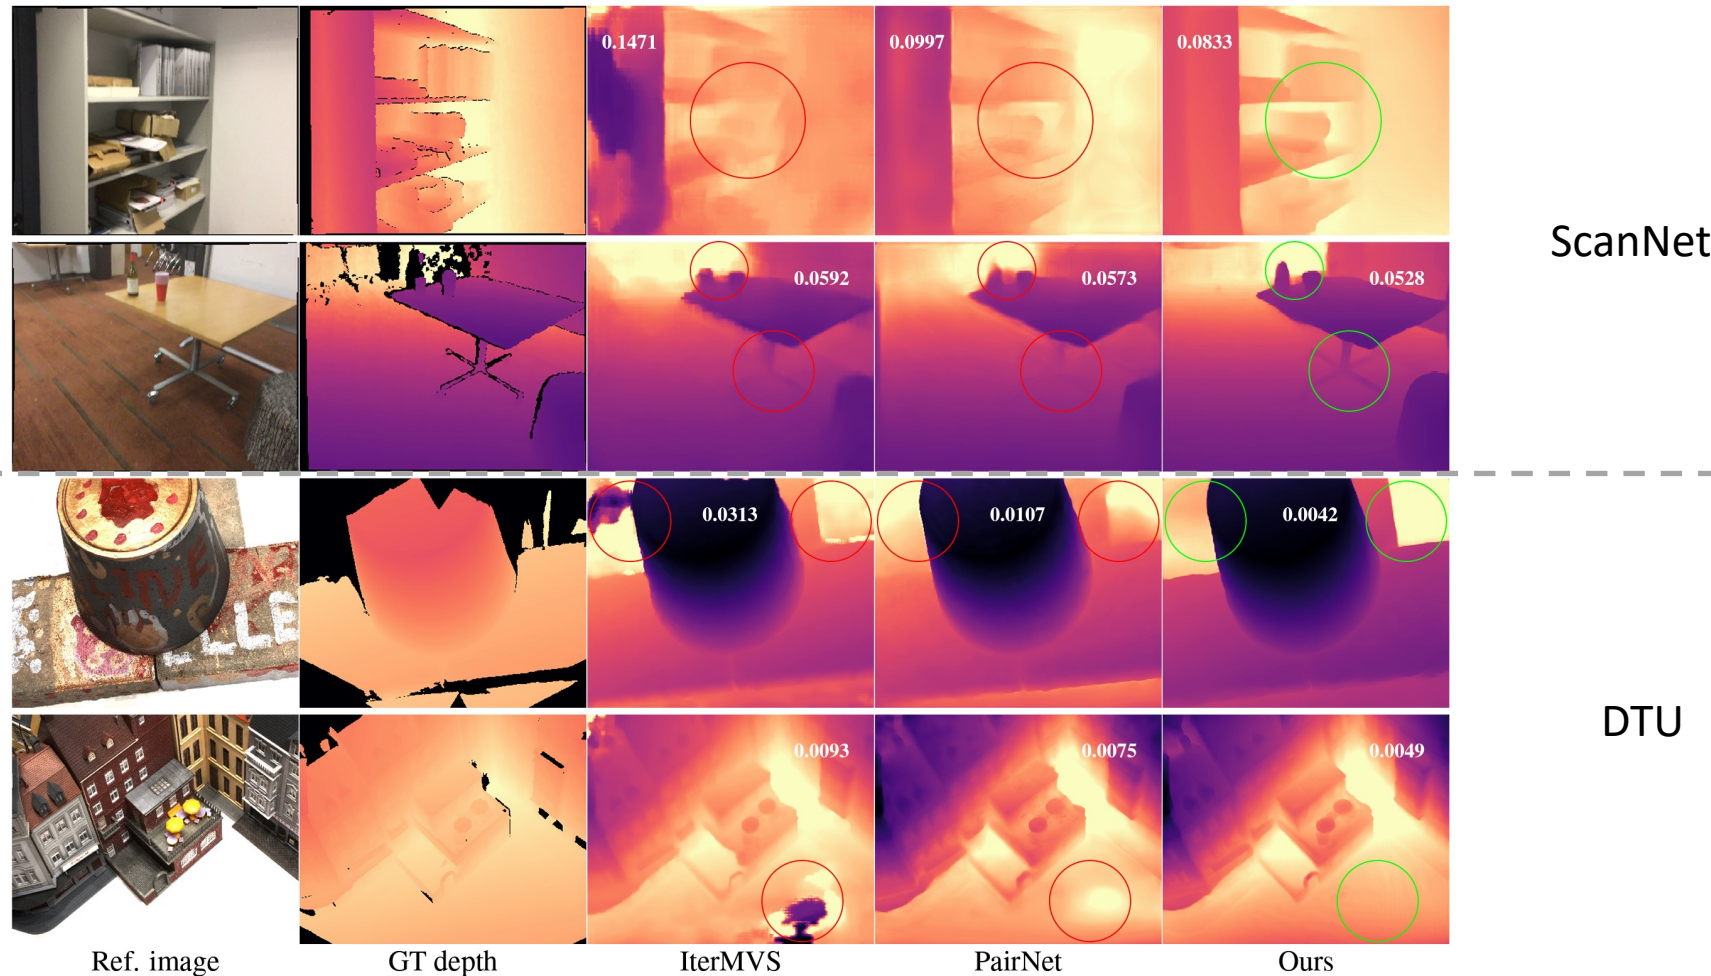 0.1471 0.0997 0.0833
ScanNet
0.0592 0.0573 0.0528
0.0313 0.0107 0.0042
ELLE
DTU
0.0093 0.0075 0.0049
Ref. image GT depth IterMVS PairNet Ours